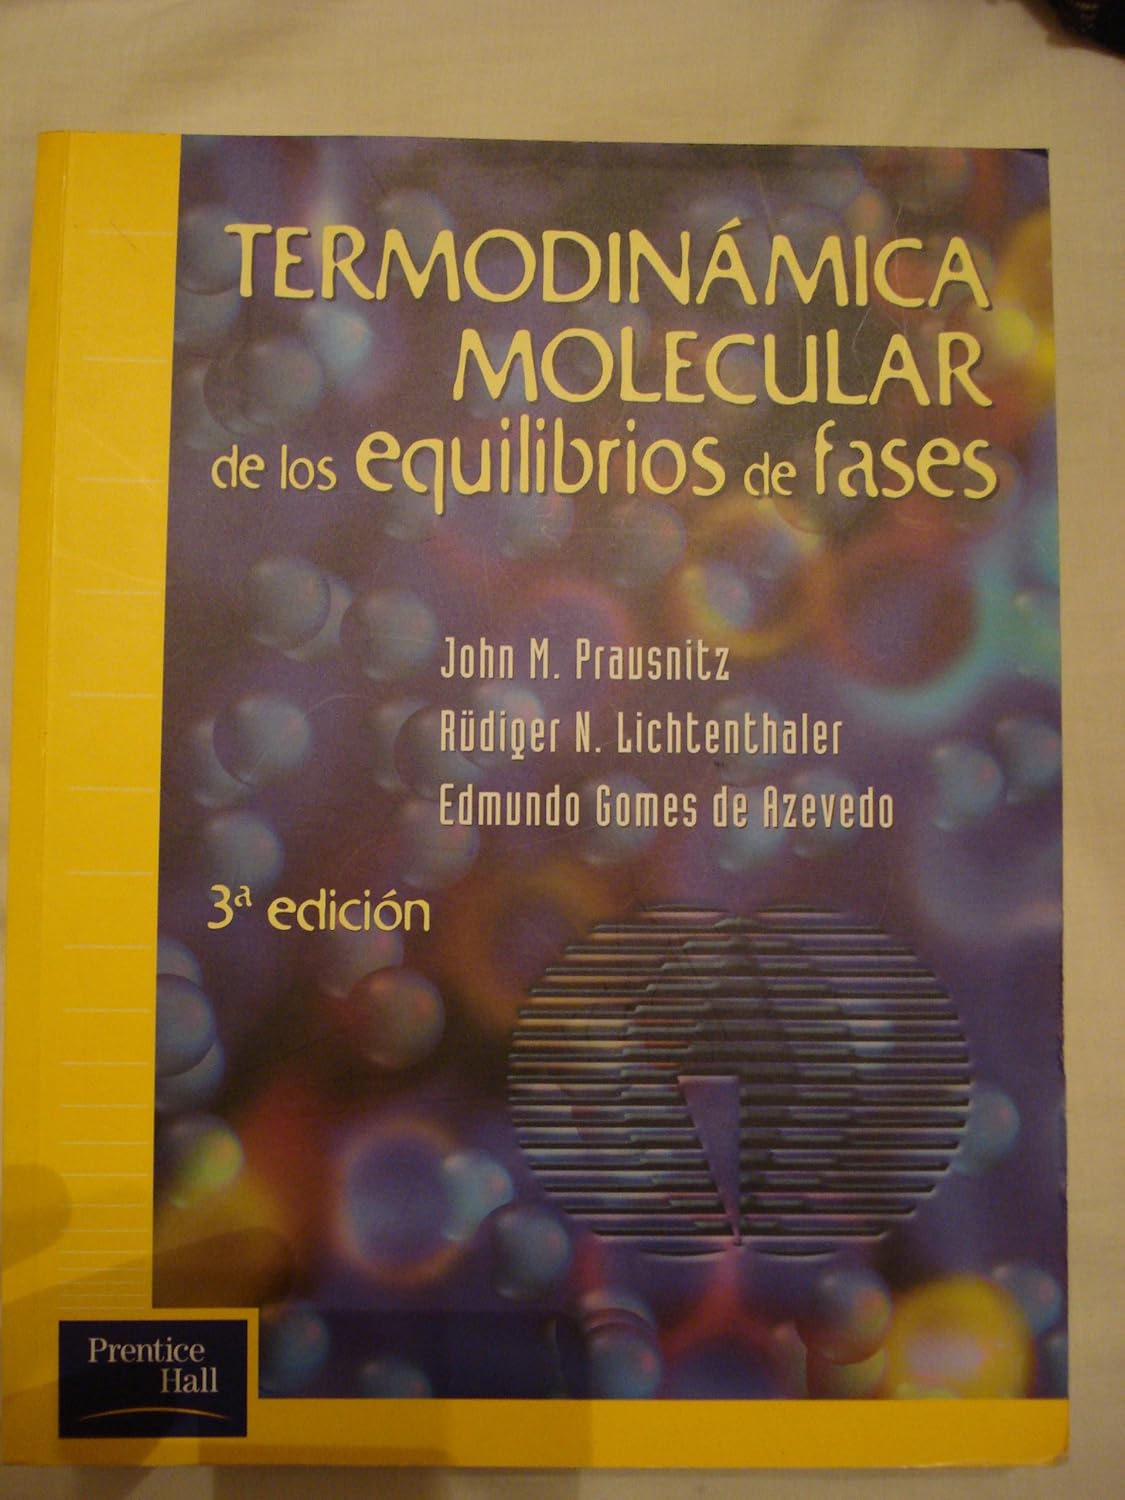 TERMODINÁMICA
MOLECULAR
de los equilibrios de fases
John M. Prausnitz
Rüdiger N. Lichtenthaler
Edmundo Gomes de Azevedo
3ª edición
Prentice
Hall